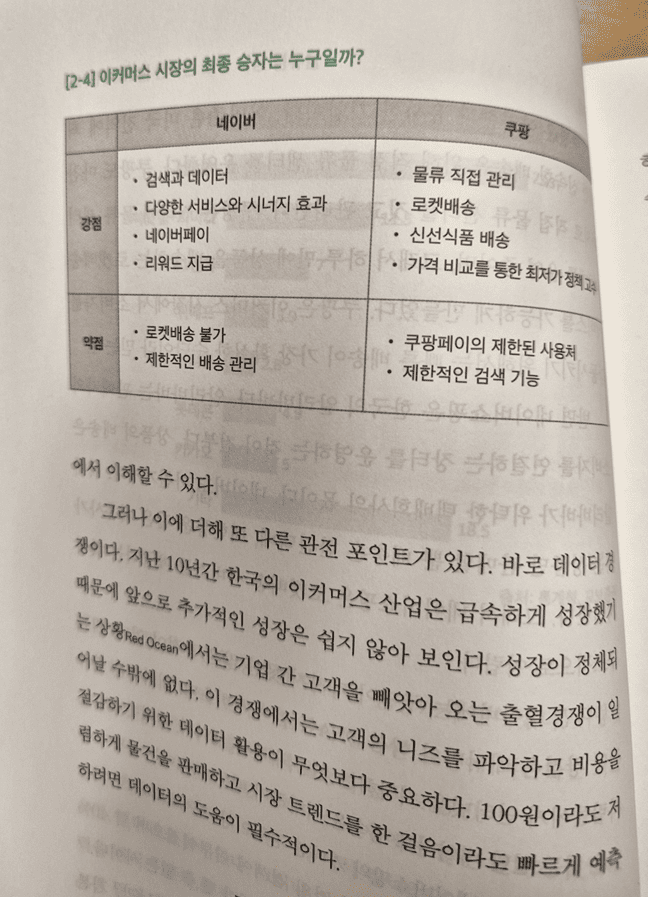 [2-4] 이커머스 시장의 최종 승자는 누구일까?
네이버
쿠팡
강점
• 검색과 데이터
• 다양한 서비스와 시너지 효과
• 네이버페이
• 리워드 지급
• 물류 직접 관리
• 로켓배송
• 신선식품 배송
• 가격 비교를 통한 최저가 정책 고수
약점
• 로켓배송 불가
• 제한적인 배송 관리
• 쿠팡페이의 제한된 사용처
• 제한적인 검색 기능
에서 이해할 수 있다.
그러나 이에 더해 또 다른 관전 포인트가 있다. 바로 데이터 경
쟁이다. 지난 10년간 한국의 이커머스 산업은 급속하게 성장했기
때문에 앞으로 추가적인 성장은 쉽지 않아 보인다. 성장이 정체되
는 상황Red Ocean에서는 기업 간 고객을 빼앗아 오는 출혈경쟁이 일
어날 수밖에 없다. 이 경쟁에서는 고객의 니즈를 파악하고 비용을
절감하기 위한 데이터 활용이 무엇보다 중요하다. 100원이라도 저
렴하게 물건을 판매하고 시장 트렌드를 한 걸음이라도 빠르게 예측
하려면 데이터의 도움이 필수적이다.